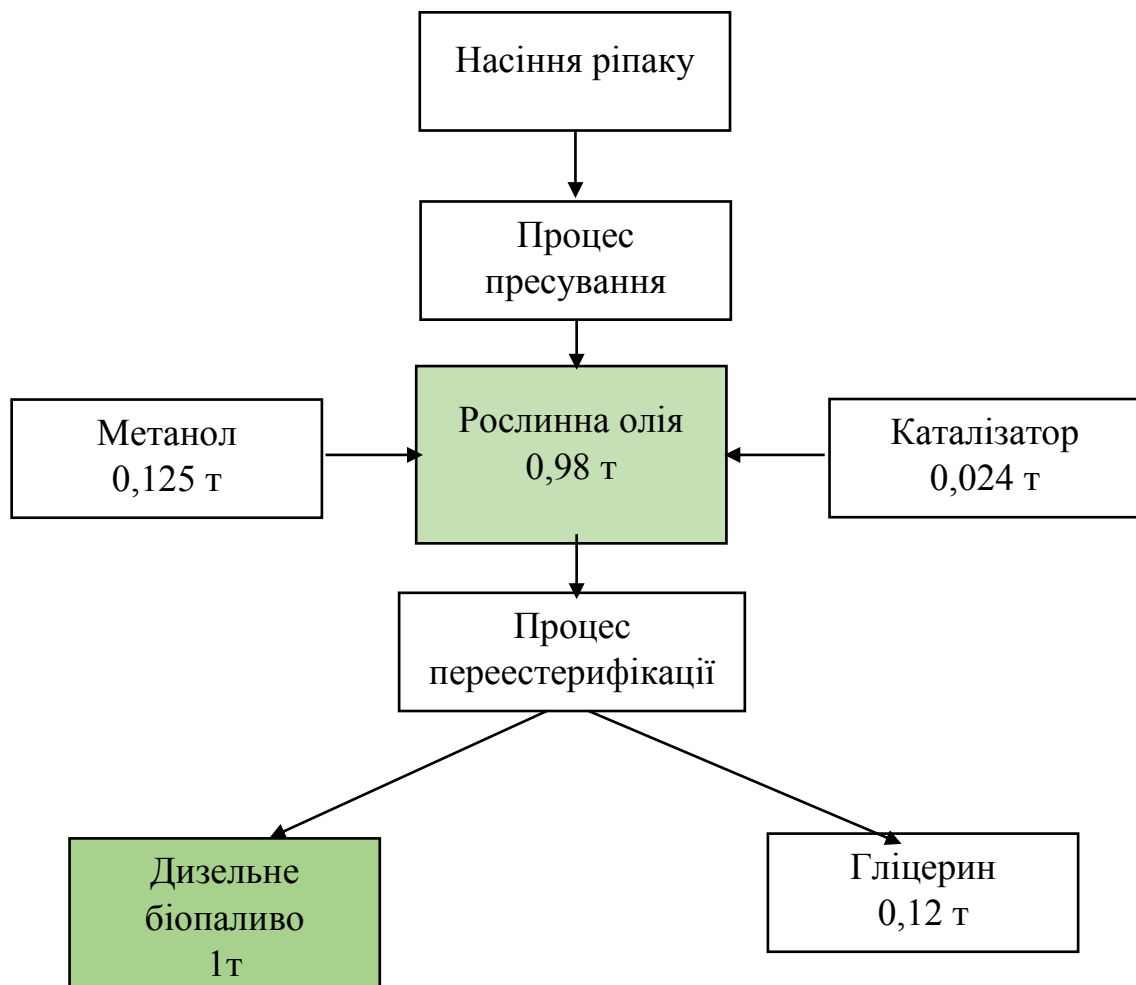 Насіння ріпаку
Процес
пресування
Метанол
0,125 т
Рослинна олія
0,98 т
Каталізатор
0,024 т
Процес
переестерифікації
Дизельне
біопаливо
1т
Гліцерин
0,12 т